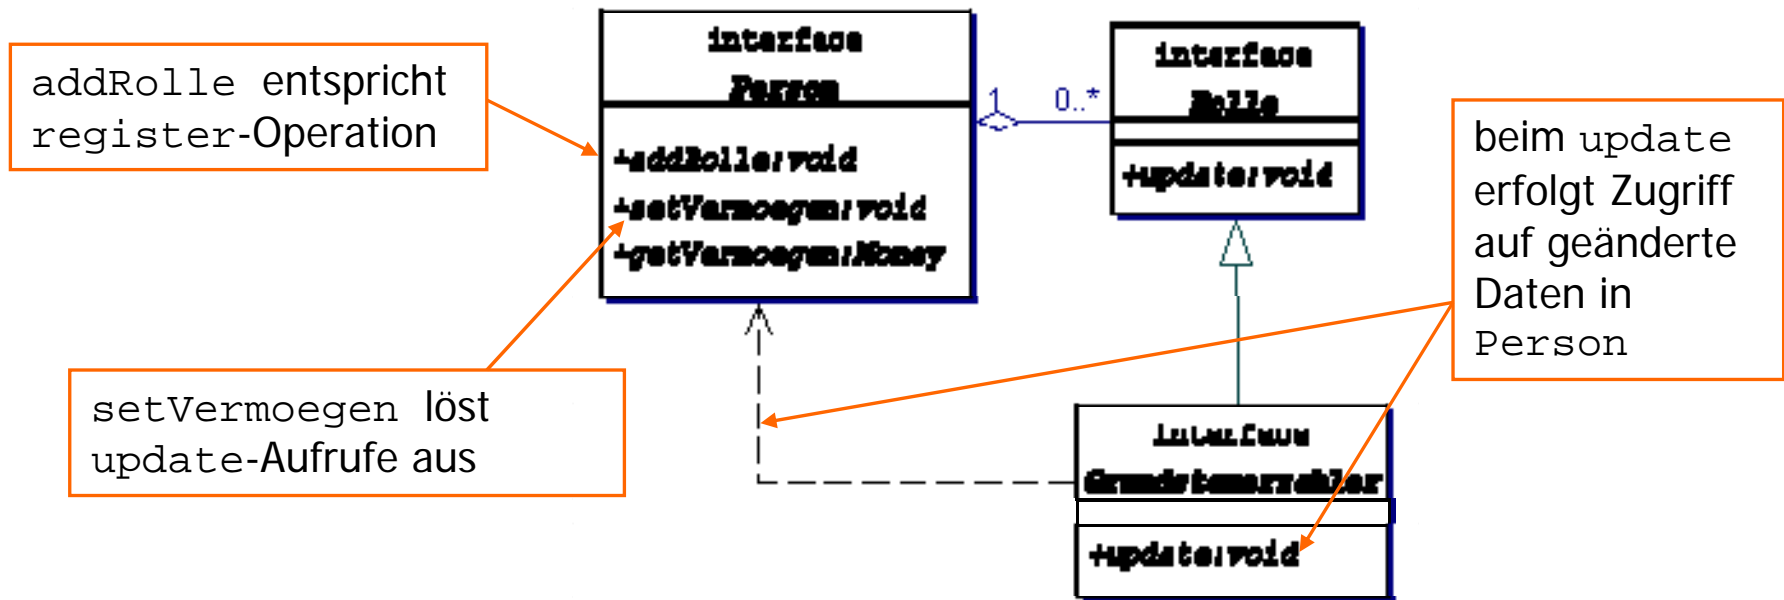 addRolle entspricht
register-Operation
interface
Person
+addRolle:void
+setVermoegen:void
+getVermoegen:Money
1
0..*
interface
Rolle
+update:void
beim update
erfolgt Zugriff
auf geänderte
Daten in
Person
setVermoegen löst
update-Aufrufe aus
interface
Grundsteuerzahler
+update:void